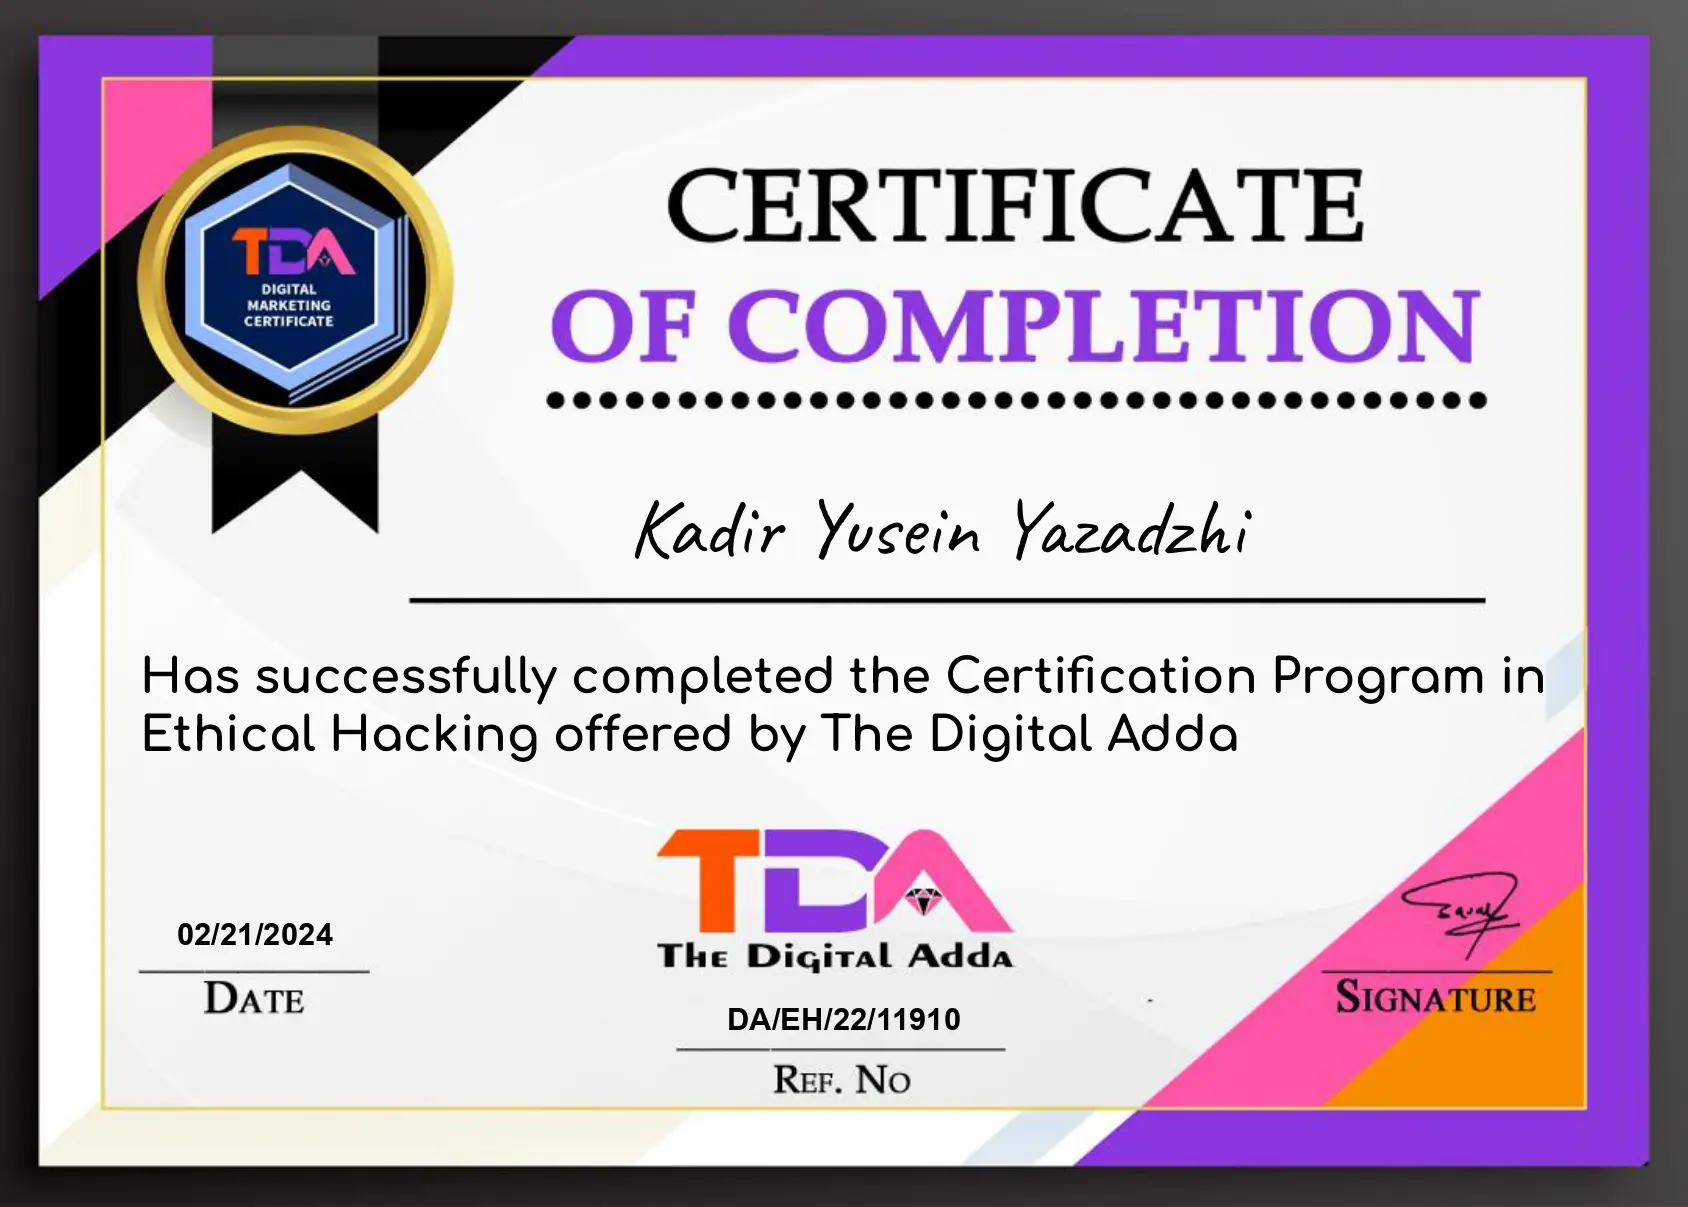 TDA
DIGITAL
MARKETING
CERTIFICATE
CERTIFICATE
OF COMPLETION
Kadir Yusein Yazadzhi
Has successfully completed the Certification Program in
Ethical Hacking offered by The Digital Adda
TDA
The Digital Adda
02/21/2024
DATE
DA/EH/22/11910
REF. NO
SIGNATURE